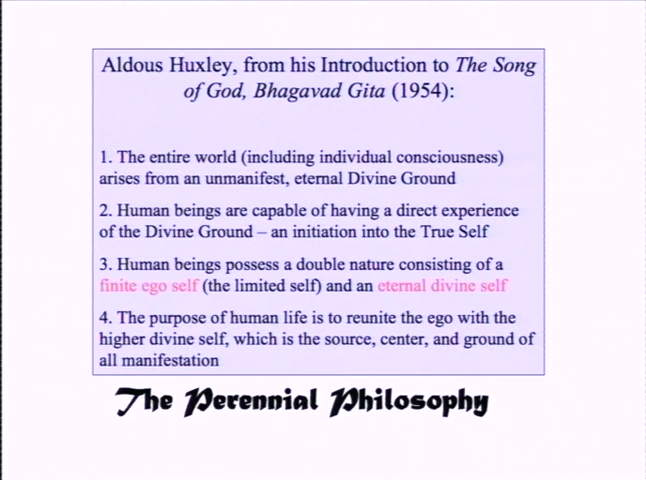 Aldous Huxley, from his Introduction to The Song
of God, Bhagavad Gita (1954):
1. The entire world (including individual consciousness)
arises from an unmanifest, eternal Divine Ground
2. Human beings are capable of having a direct experience
of the Divine Ground – an initiation into the True Self
3. Human beings possess a double nature consisting of a
finite ego self (the limited self) and an eternal divine self
4. The purpose of human life is to reunite the ego with the
higher divine self, which is the source, center, and ground of
all manifestation
The Perennial Philosophy